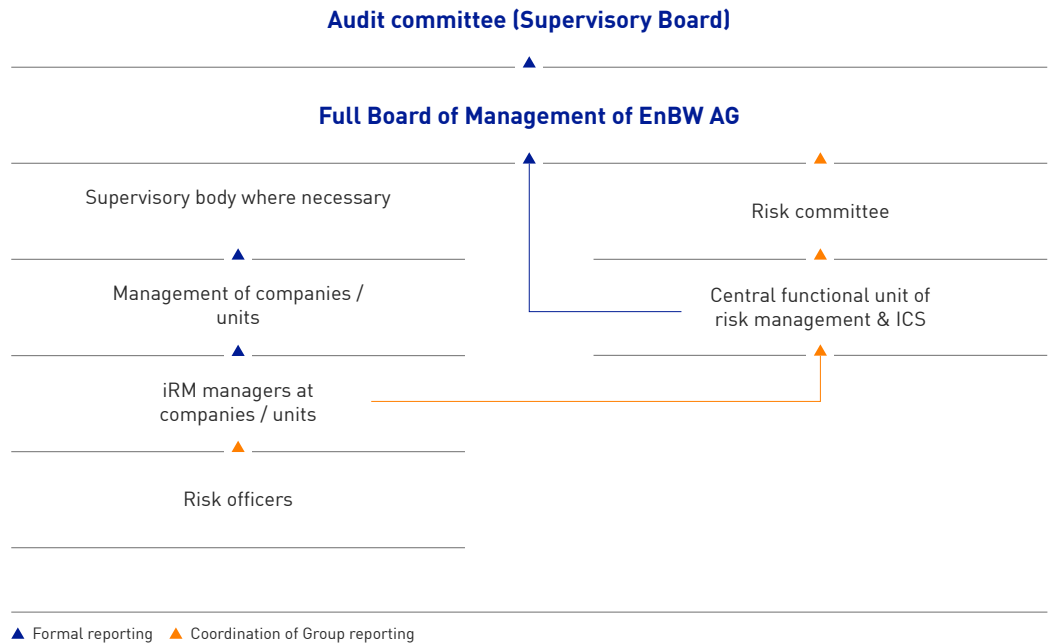 Audit committee (Supervisory Board)
Full Board of Management of EnBW AG
Supervisory body where necessary
Risk committee
Management of companies /
units
Central functional unit of
risk management & ICS
iRM managers at
companies / units
Risk officers
Formal reporting
Coordination of Group reporting